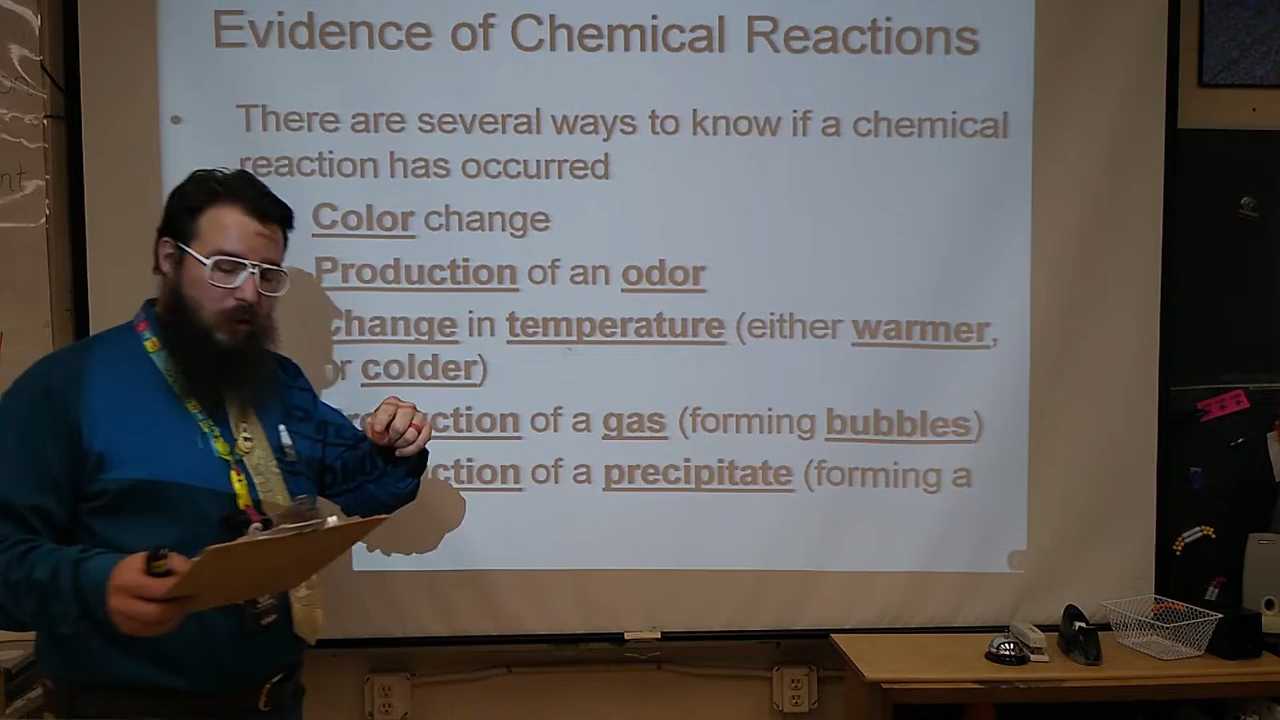 Evidence of Chemical Reactions
• There are several ways to know if a chemical
reaction has occurred
Color change
Production of an odor
Change in temperature (either warmer,
or colder)
of a gas (forming bubbles)
of a precipitate (forming a